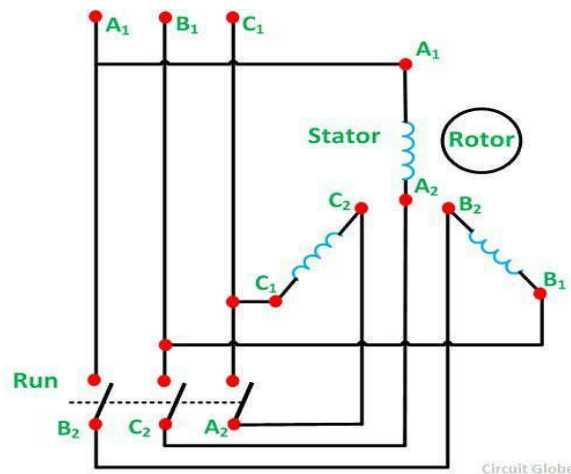 A1 B1 C1
A1
Stator Rotor
A2
C2 B2
C1 B1
Run
B2 C2 A2
Circuit Globe